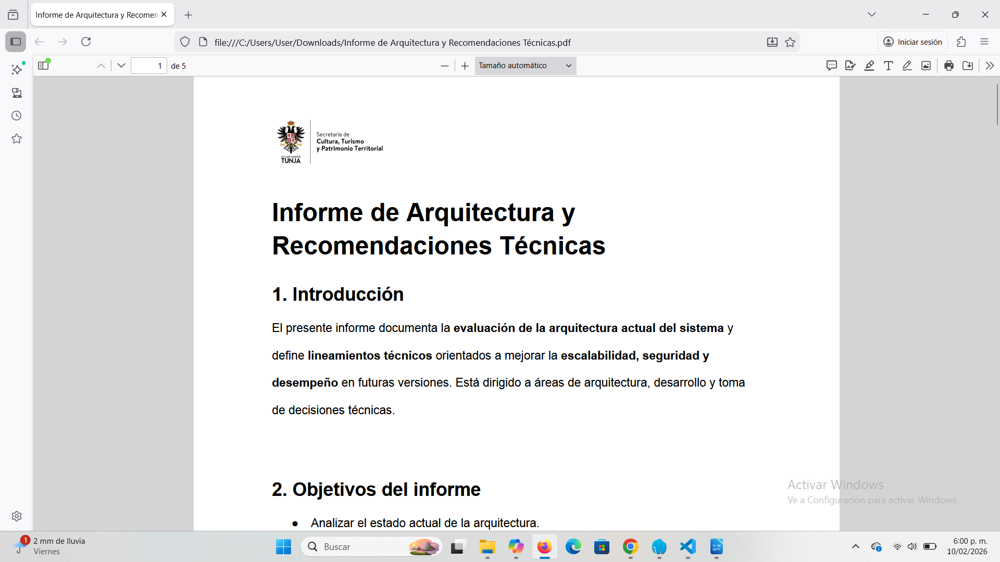 Informe de Arquitectura y Recomen
file:///C:/Users/User/Downloads/Informe de Arquitectura y Recomendaciones Técnicas.pdf
Iniciar sesión
1 de 5
Tamaño automático
Secretaría de
Cultura, Turismo
y Patrimonio Territorial
ALCALDÍA MAYOR DE
TUNJA
Informe de Arquitectura y
Recomendaciones Técnicas
1. Introducción
El presente informe documenta la evaluación de la arquitectura actual del sistema y
define lineamientos técnicos orientados a mejorar la escalabilidad, seguridad y
desempeño en futuras versiones. Está dirigido a áreas de arquitectura, desarrollo y toma
de decisiones técnicas.
2. Objetivos del informe
● Analizar el estado actual de la arquitectura.
Activar Windows
Ve a Configuración para activar Windows.
1
2 mm de lluvia
Viernes
Buscar
6:00 p. m.
10/02/2026